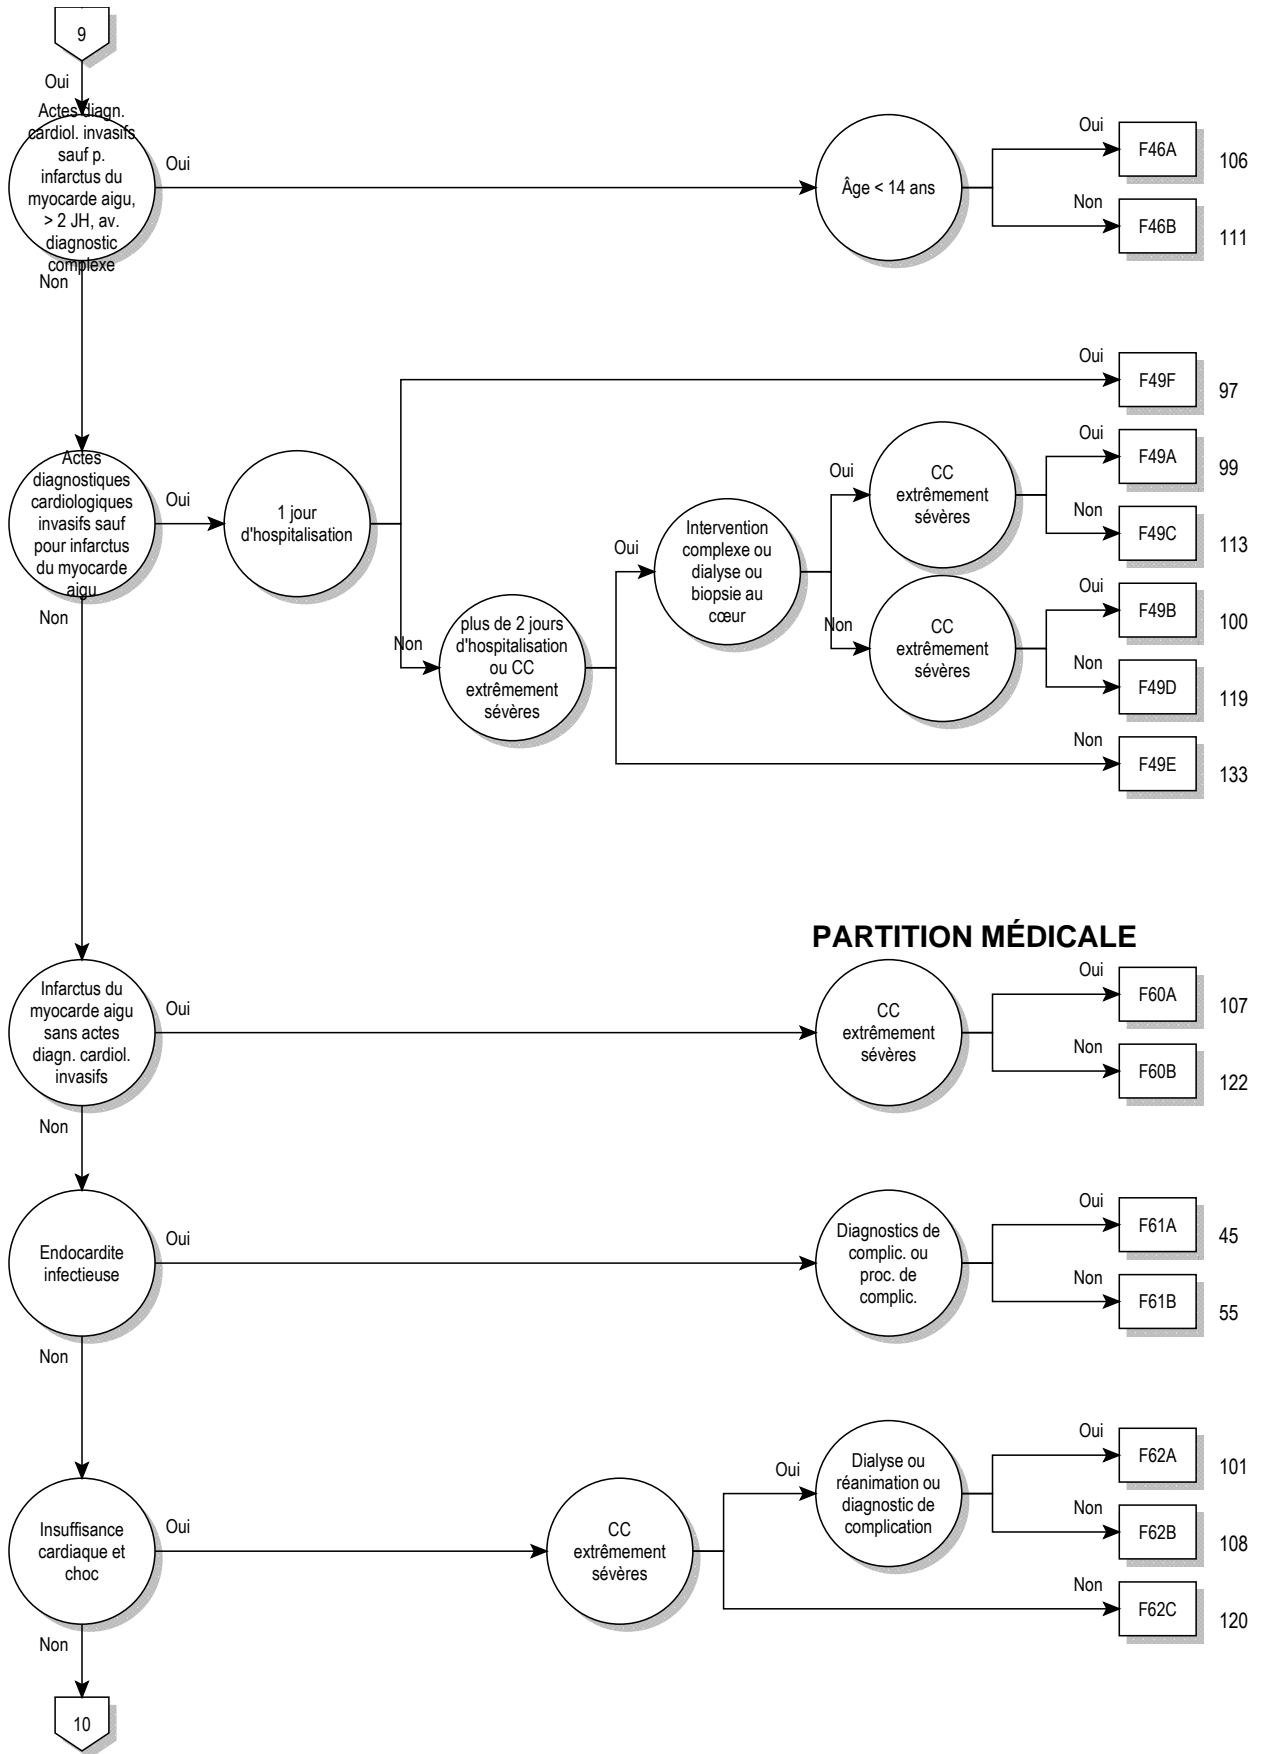 9
Oui
Actes diagn.
cardiol. invasifs
sauf p.
infarctus du
myocarde aigu,
> 2 JH, av.
diagnostic
complexe
Oui
Non
Âge < 14 ans
Oui
F46A
106
Non
F46B
111
Actes
diagnostiques
cardiologiques
invasifs sauf
pour infarctus
du myocarde
aigu
Oui
Non
1 jour
d'hospitalisation
Oui
F49F
97
Non
plus de 2 jours
d'hospitalisation
ou CC
extrêmement
sévères
Oui
Intervention
complexe ou
dialyse ou
biopsie au
cœur
Oui
CC
extrêmement
sévères
Oui
F49A
99
Non
F49C
113
Non
CC
extrêmement
sévères
Oui
F49B
100
Non
F49D
119
Non
F49E
133
PARTITION MÉDICALE
Infarctus du
myocarde aigu
sans actes
diagn. cardiol.
invasifs
Oui
Non
CC
extrêmement
sévères
Oui
F60A
107
Non
F60B
122
Endocardite
infectieuse
Oui
Non
Diagnostics de
complic. ou
proc. de
complic.
Oui
F61A
45
Non
F61B
55
Insuffisance
cardiaque et
choc
Oui
Non
CC
extrêmement
sévères
Oui
Dialyse ou
réanimation ou
diagnostic de
complication
Oui
F62A
101
Non
F62B
108
Non
F62C
120
10